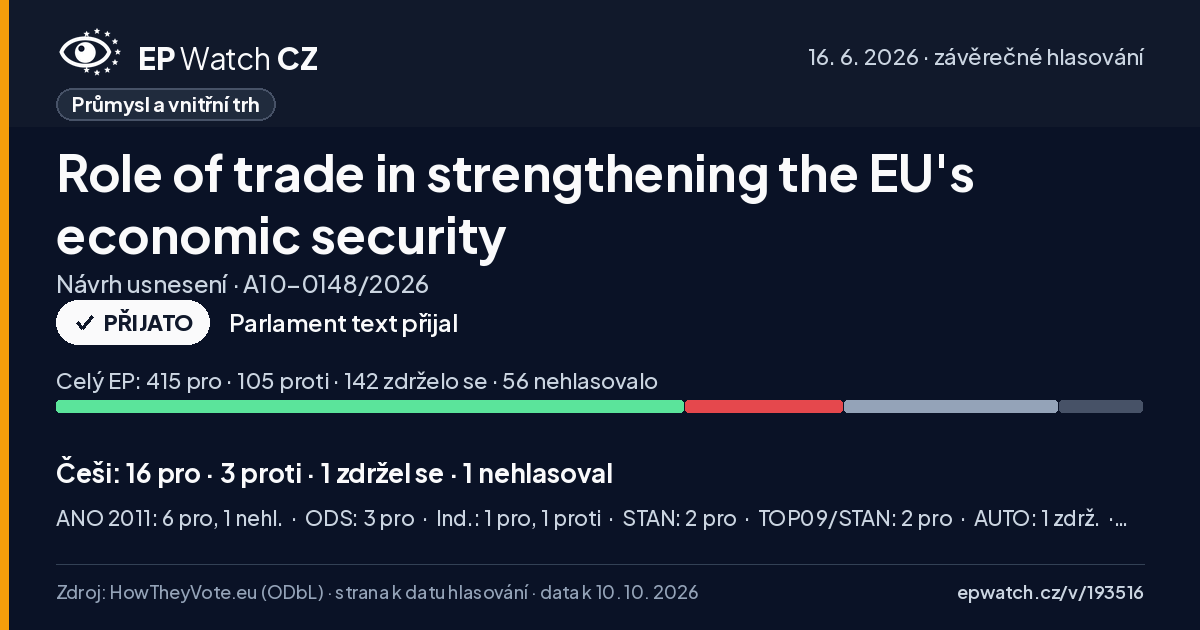 EP Watch CZ
16. 6. 2026 · závěrečné hlasování
Průmysl a vnitřní trh
Role of trade in strengthening the EU's
economic security
Návrh usnesení · A10–0148/2026
✓ PŘIJATO Parlament text přijal
Celý EP: 415 pro · 105 proti · 142 zdrželo se · 56 nehlasovalo
Češi: 16 pro · 3 proti · 1 zdržel se · 1 nehlasoval
ANO 2011: 6 pro, 1 nehl. · ODS: 3 pro · Ind.: 1 pro, 1 proti · STAN: 2 pro · TOP09/STAN: 2 pro · AUTO: 1 zdrž. ·…
Zdroj: HowTheyVote.eu (ODbL) · strana k datu hlasování · data k 10. 10. 2026
epwatch.cz/v/193516